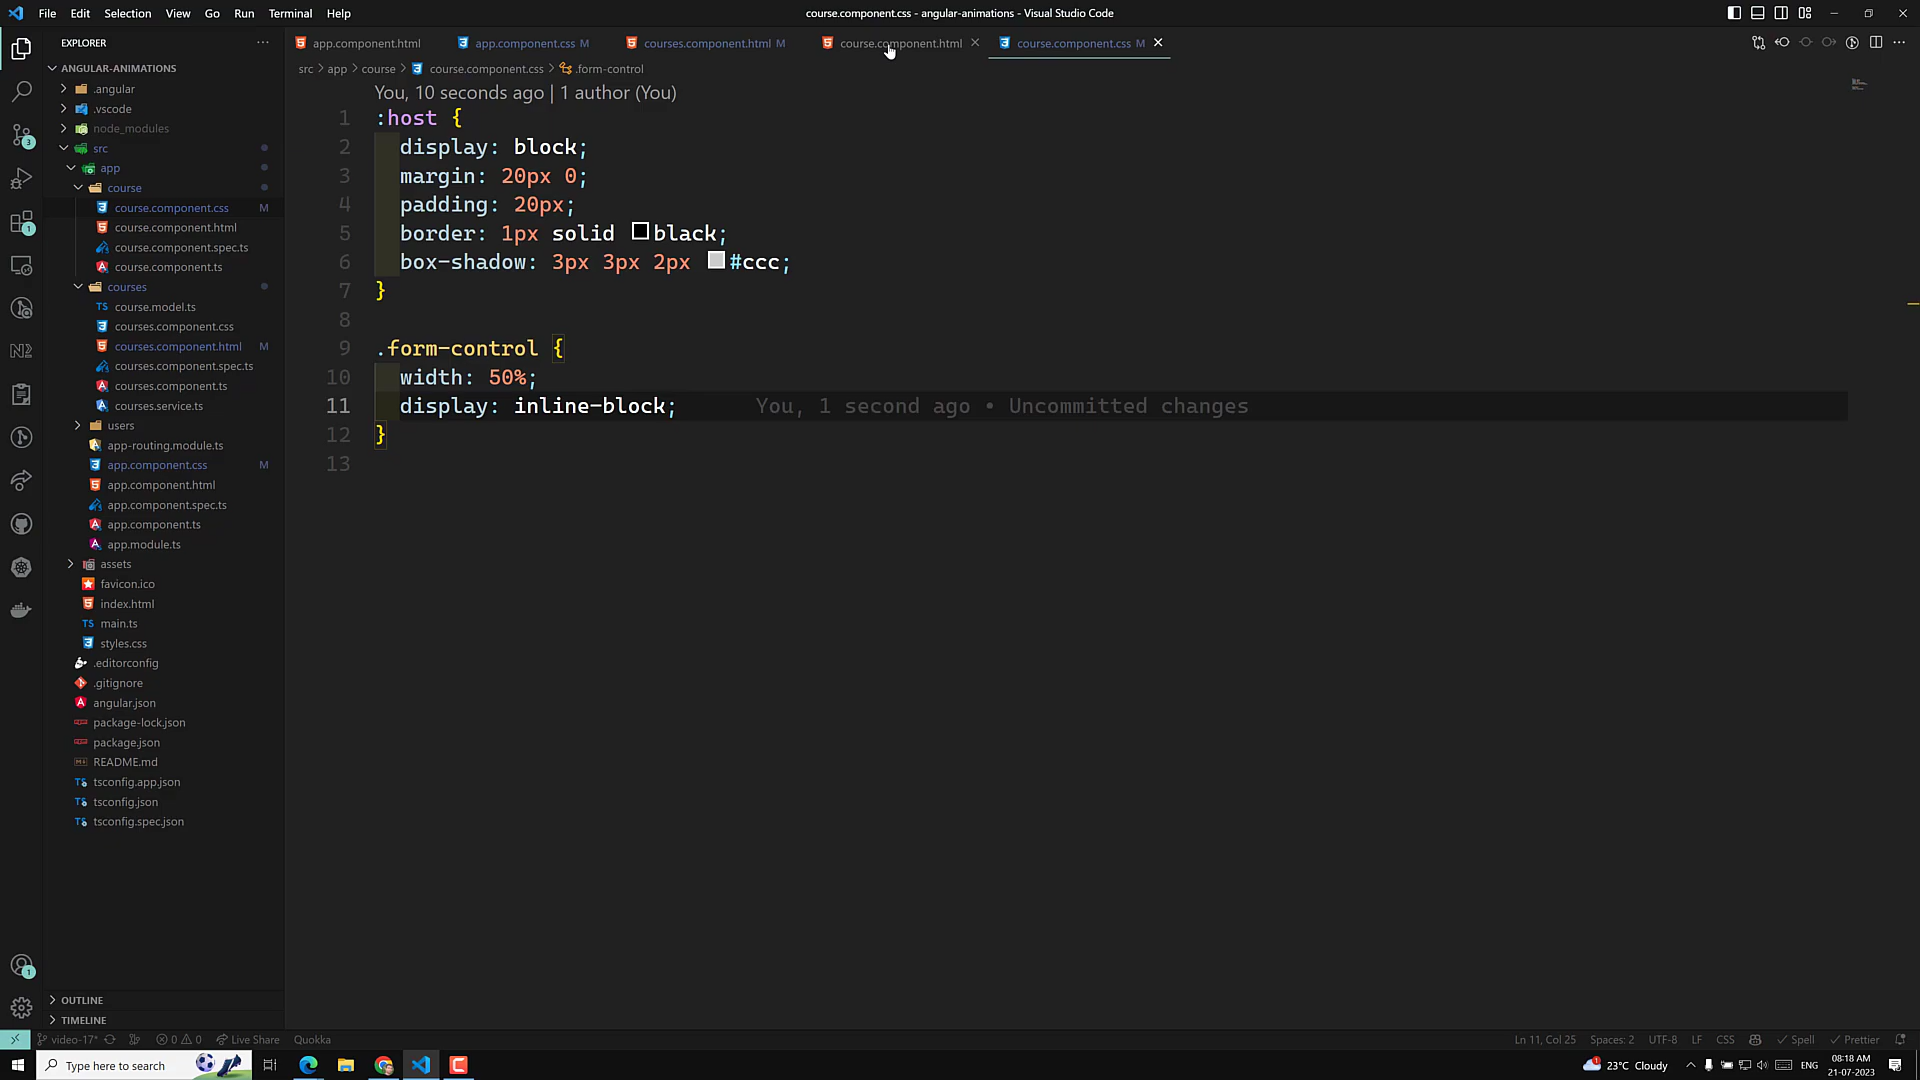 File Edit Selection View Go Run Terminal Help
course.component.css - angular-animations - Visual Studio Code
EXPLORER
app.component.html
app.component.css M
courses.component.html M
course.component.html
course.component.css M
ANGULAR-ANIMATIONS
.angular
.vscode
node_modules
src
app
course
course.component.css M
course.component.html
course.component.spec.ts
course.component.ts
courses
TS course.model.ts
courses.component.css
courses.component.html M
courses.component.spec.ts
courses.component.ts
courses.service.ts
users
app-routing.module.ts
app.component.css M
app.component.html
app.component.spec.ts
app.component.ts
app.module.ts
assets
favicon.ico
index.html
TS main.ts
styles.css
.editorconfig
.gitignore
angular.json
package-lock.json
package.json
README.md
tsconfig.app.json
tsconfig.json
tsconfig.spec.json
OUTLINE
TIMELINE
src > app > course > course.component.css > .form-control
You, 10 seconds ago | 1 author (You)
1 :host {
2 display: block;
3 margin: 20px 0;
4 padding: 20px;
5 border: 1px solid black;
6 box-shadow: 3px 3px 2px #ccc;
7 }
8
9 .form-control {
10 width: 50%;
11 display: inline-block; You, 1 second ago • Uncommitted changes
12 }
13
video-17* 0 0 Live Share Quokka
Ln 11, Col 25 Spaces: 2 UTF-8 LF CSS Spell Prettier
Type here to search
23°C Cloudy ENG
08:18 AM
21-07-2023